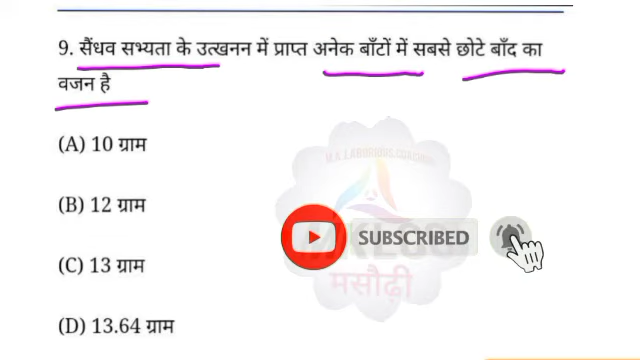 9. सैंधव सभ्यता के उत्खनन में प्राप्त अनेक बाँटों में सबसे छोटे बाँद का
वजन है
(A) 10 ग्राम
(B) 12 ग्राम
SUBSCRIBED
(C) 13 ग्राम
मसौढ़ी
(D) 13.64 ग्राम